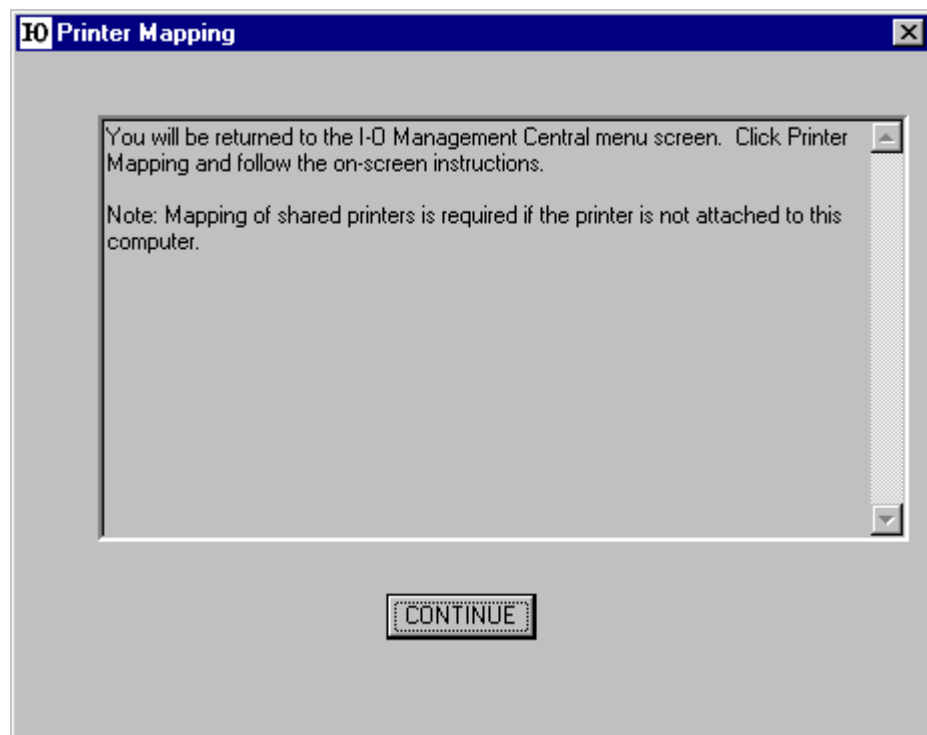 IO Printer Mapping
You will be returned to the I-O Management Central menu screen.  Click Printer
Mapping and follow the on-screen instructions.
Note: Mapping of shared printers is required if the printer is not attached to this
computer.
CONTINUE